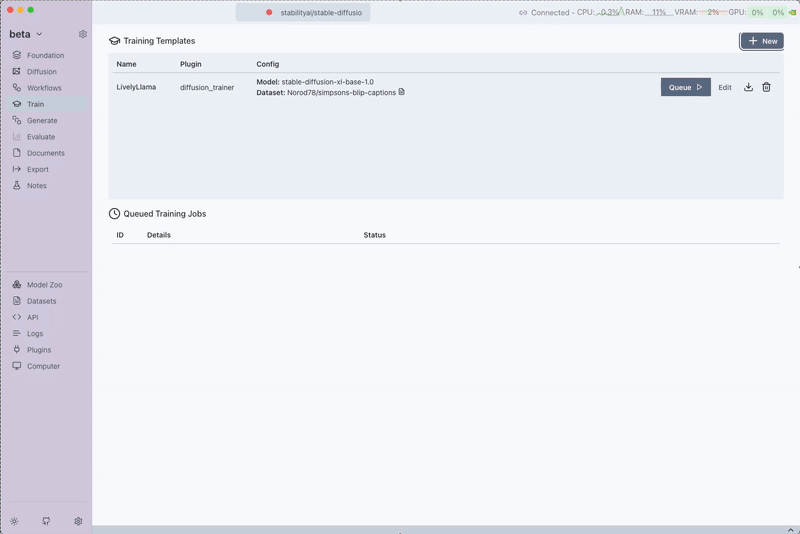 stabilityai/stable-diffusio
Connected - CPU: 0.3% RAM: 11% VRAM: 2% GPU: 0% 0%
beta
Foundation
Diffusion
Workflows
Train
Generate
Evaluate
Documents
Export
Notes
Model Zoo
Datasets
API
Logs
Plugins
Computer
Training Templates
New
Name Plugin Config
LivelyLlama diffusion_trainer Model: stable-diffusion-xl-base-1.0
Dataset: Norod78/simpsons-blip-captions
Queue Edit
Queued Training Jobs
ID Details Status